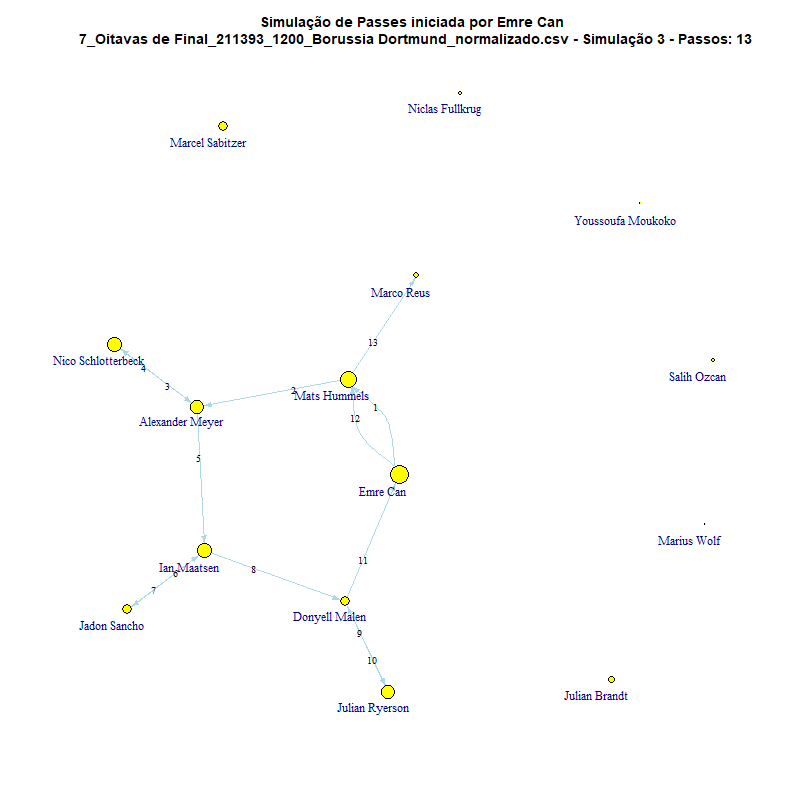 Simulação de Passes iniciada por Emre Can
7_Oitavas de Final_211393_1200_Borussia Dortmund_normalizado.csv - Simulação 3 - Passos: 13
Niclas Fullkrug
Marcel Sabitzer
Youssoufa Moukoko
Marco Reus
13
Nico Schlotterbeck
4
3
2
Mats Hummels
1
12
Alexander Meyer
Salih Ozcan
5
Emre Can
Marius Wolf
11
Ian Maatsen
6
7
8
Donyell Malen
Jadon Sancho
9
10
Julian Ryerson
Julian Brandt